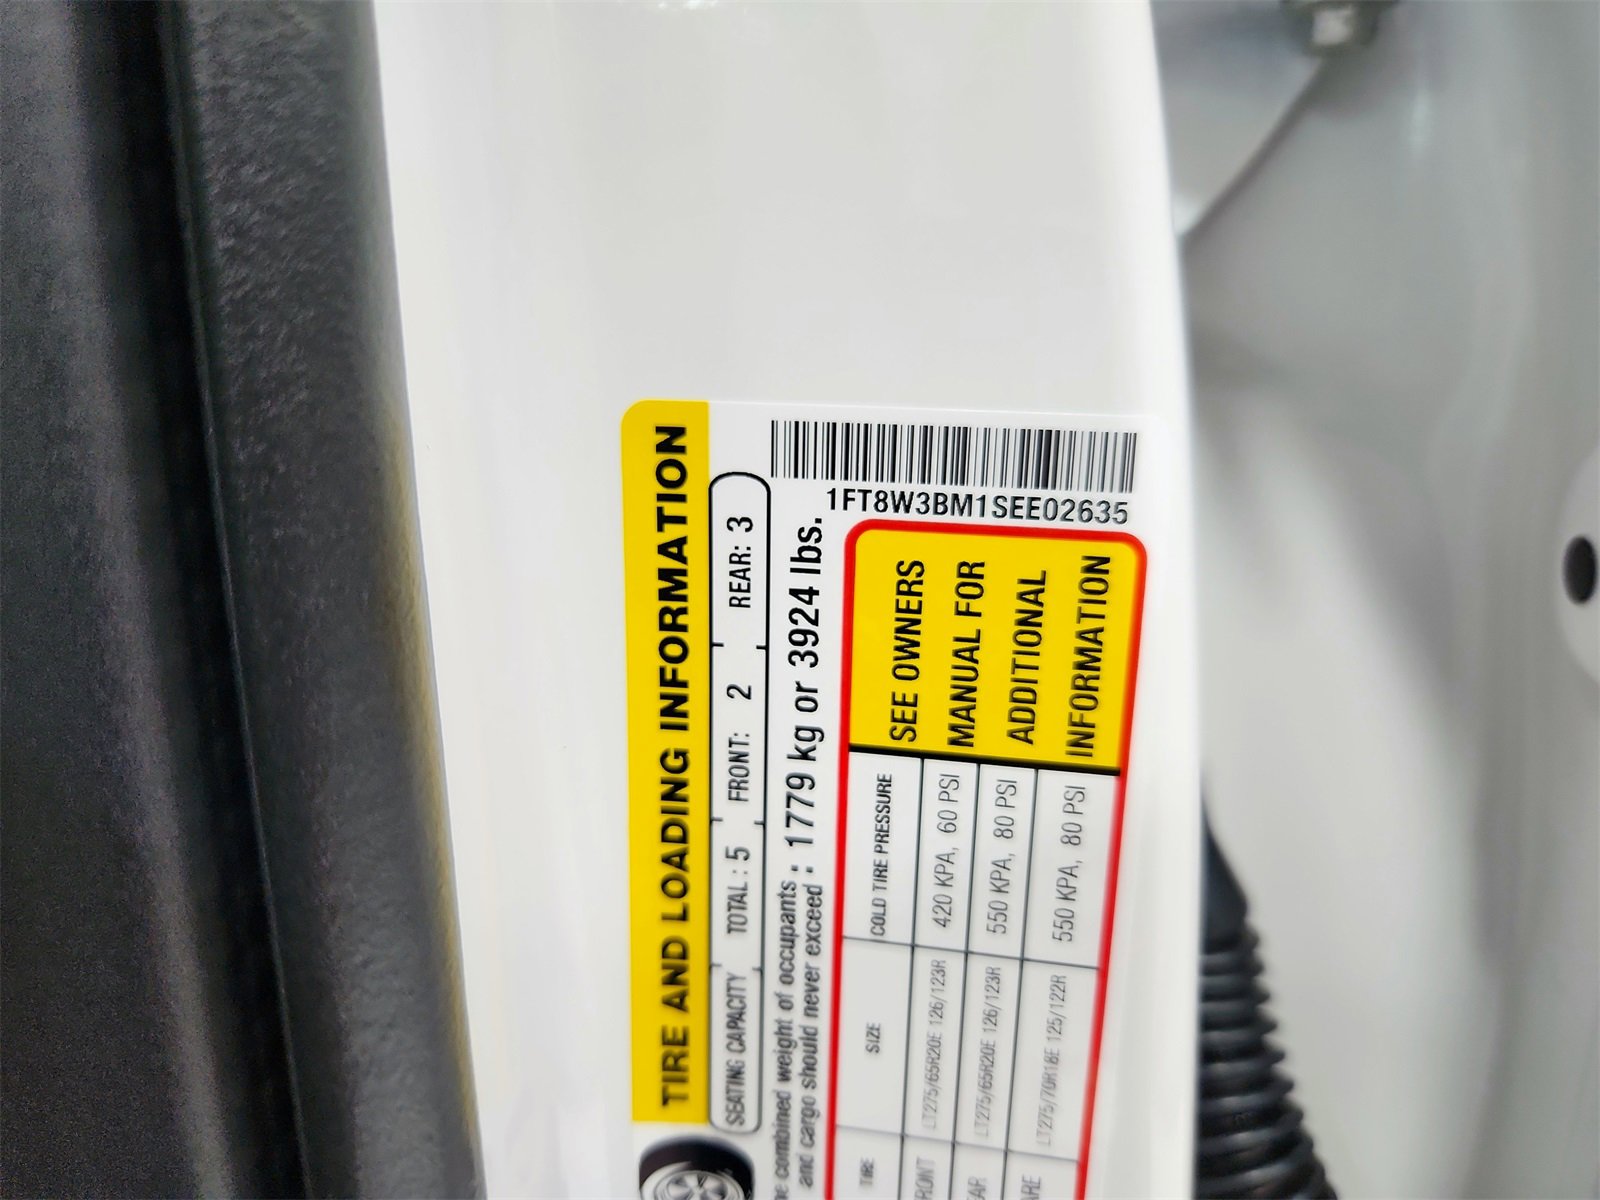 TIRE AND LOADING INFORMATION
SEATING CAPACITY TOTAL: 5 FRONT: 2 REAR: 3
combined weight of occupants : 1779 kg or 3924 lbs.
and cargo should never exceed :
1FT8W3BM1SEE02635
TIRE SIZE COLD TIRE PRESSURE
LT275/65R20E 126/123R 420 KPA, 60 PSI
LT275/65R20E 126/123R 550 KPA, 80 PSI
LT275/70R18E 125/122R 550 KPA, 80 PSI
SEE OWNERS
MANUAL FOR
ADDITIONAL
INFORMATION